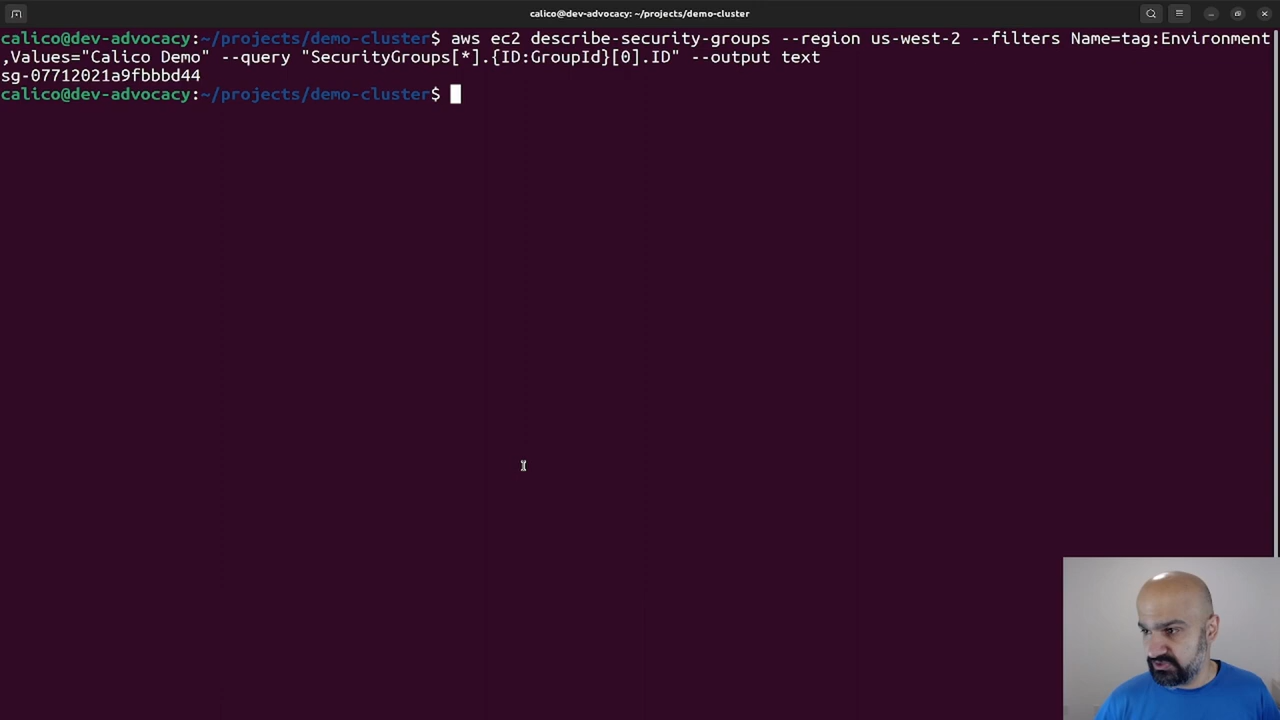 calico@dev-advocacy: ~/projects/demo-cluster
calico@dev-advocacy:~/projects/demo-cluster$ aws ec2 describe-security-groups --region us-west-2 --filters Name=tag:Environment
,Values="Calico Demo" --query "SecurityGroups[*].{ID:GroupId}[0].ID" --output text
sg-07712021a9fbbbd44
calico@dev-advocacy:~/projects/demo-cluster$